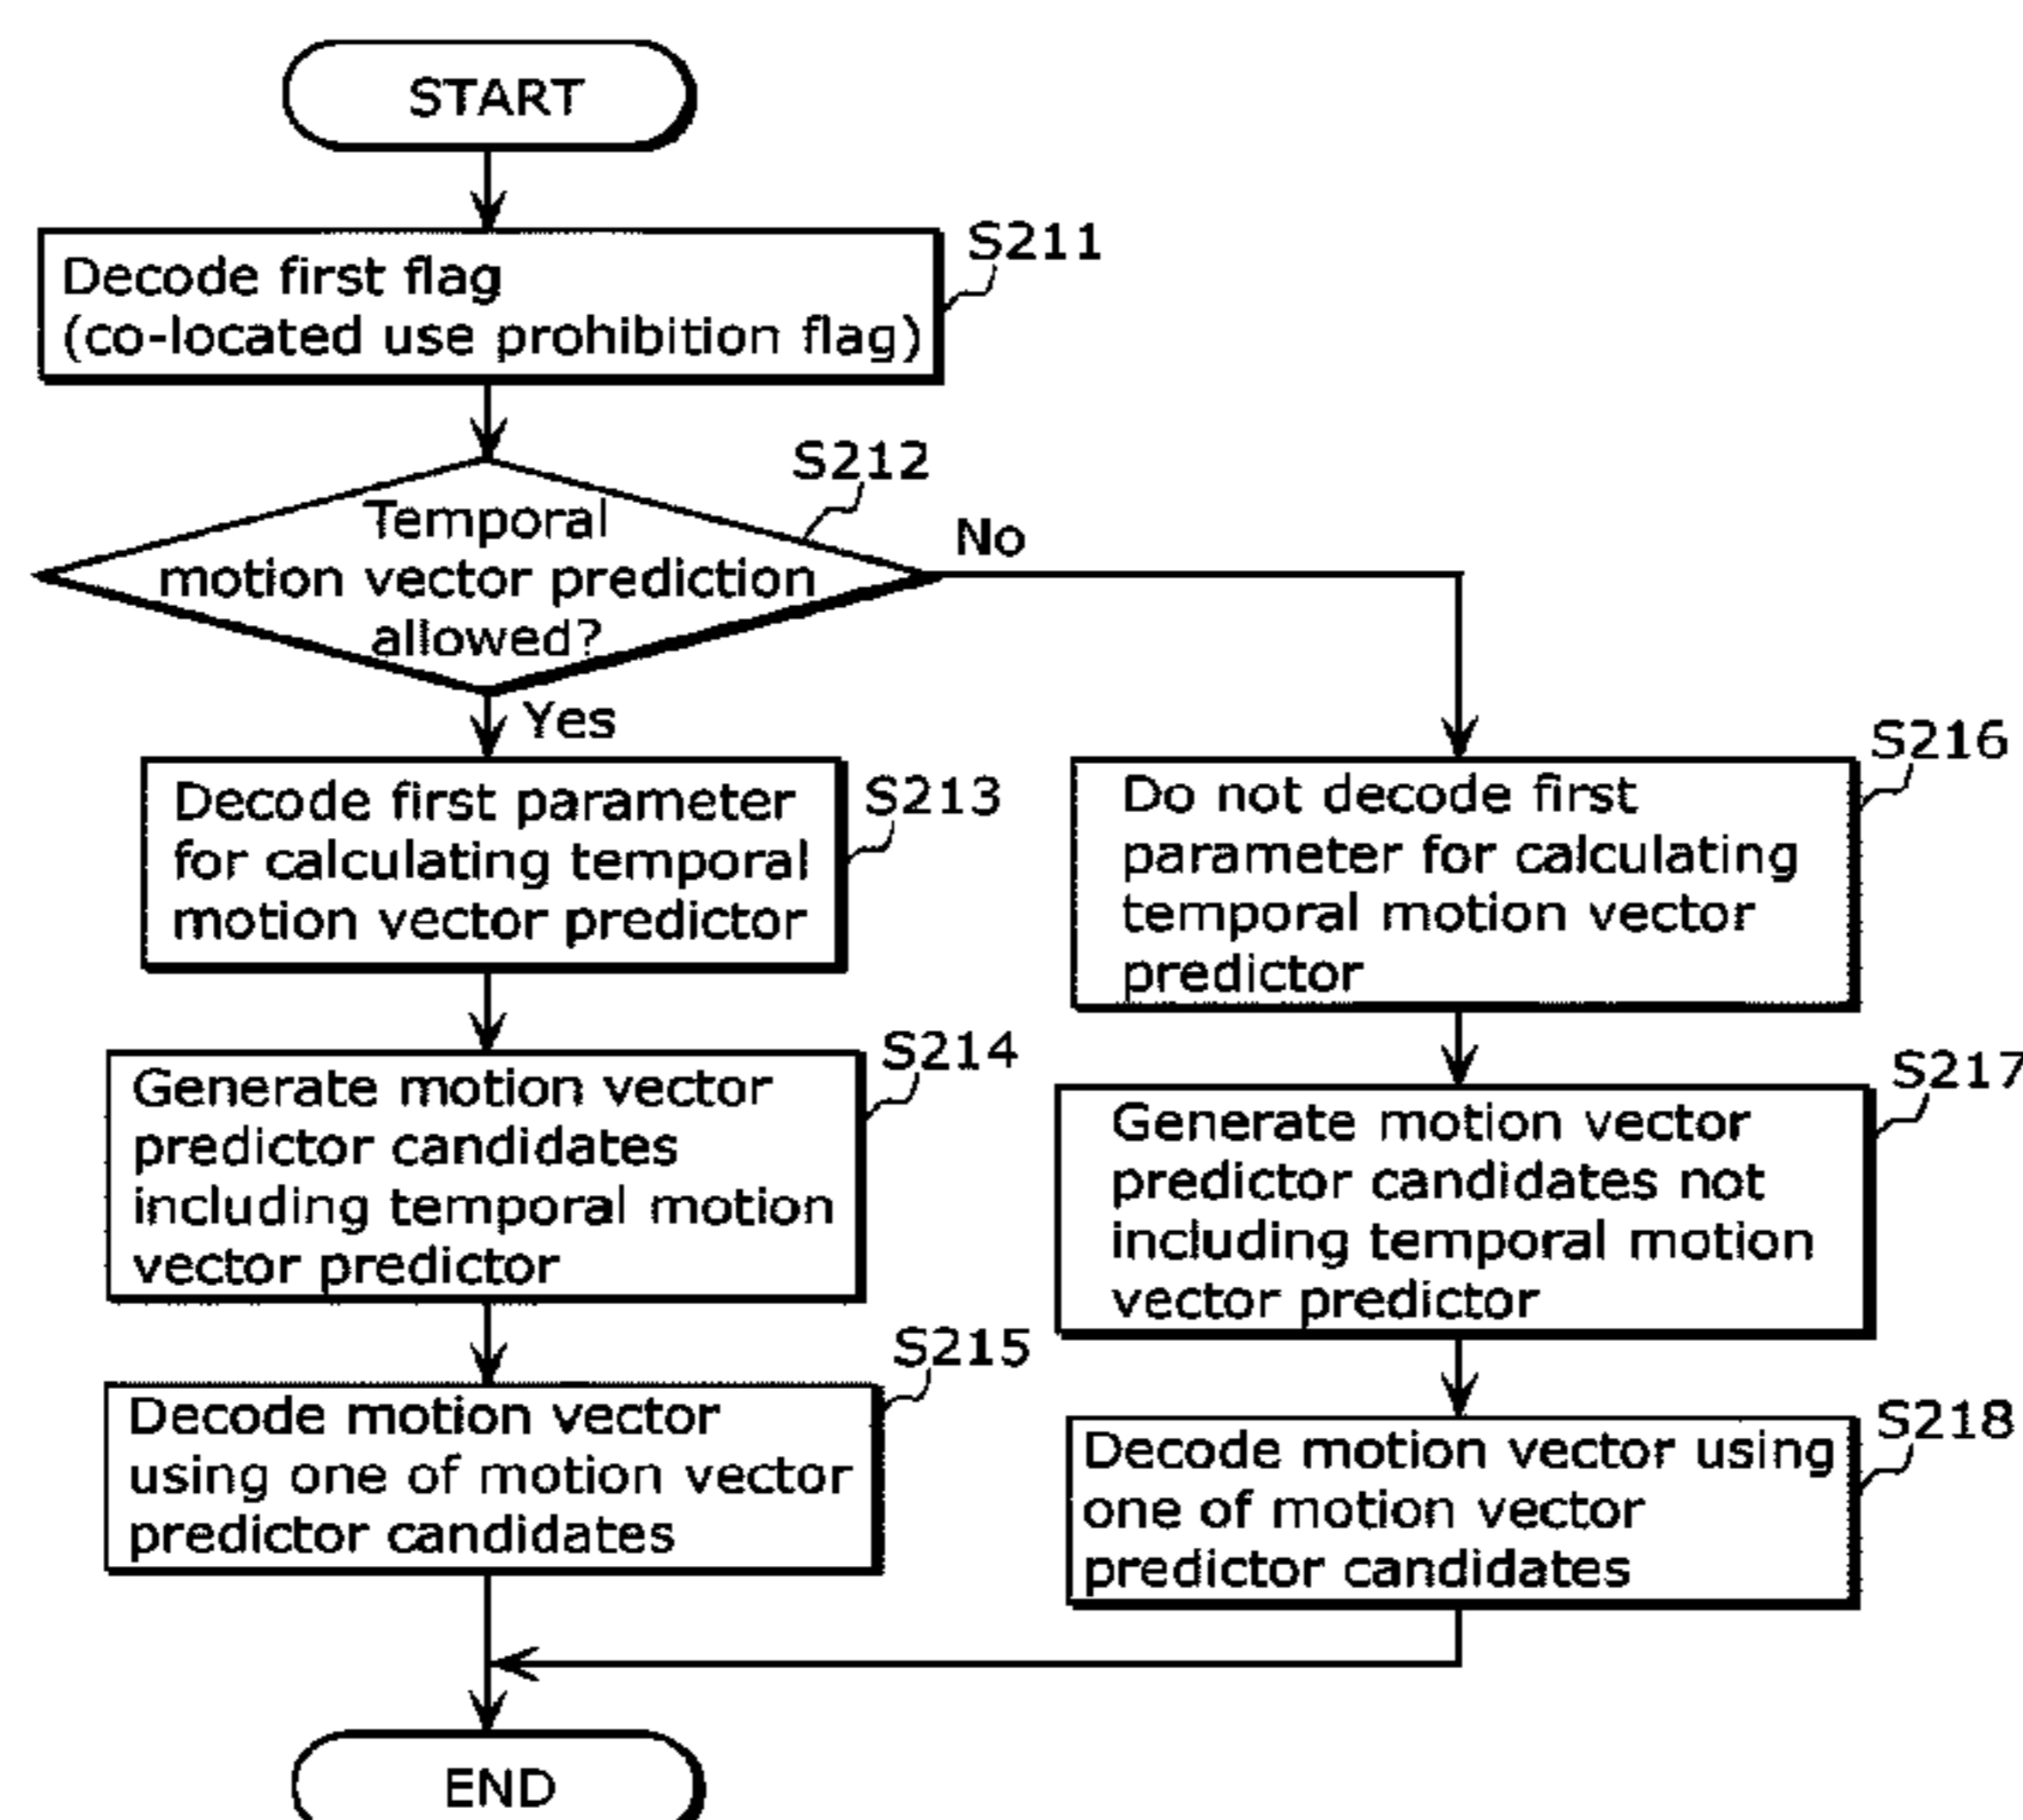 START
S211
Decode first flag
(co-located use prohibition flag)
S212
Temporal
motion vector prediction
allowed?
No
Yes
S213
Decode first parameter
for calculating temporal
motion vector predictor
S216
Do not decode first
parameter for calculating
temporal motion vector
predictor
S214
Generate motion vector
predictor candidates
including temporal motion
vector predictor
S217
Generate motion vector
predictor candidates not
including temporal motion
vector predictor
S215
Decode motion vector
using one of motion vector
predictor candidates
S218
Decode motion vector using
one of motion vector
predictor candidates
END